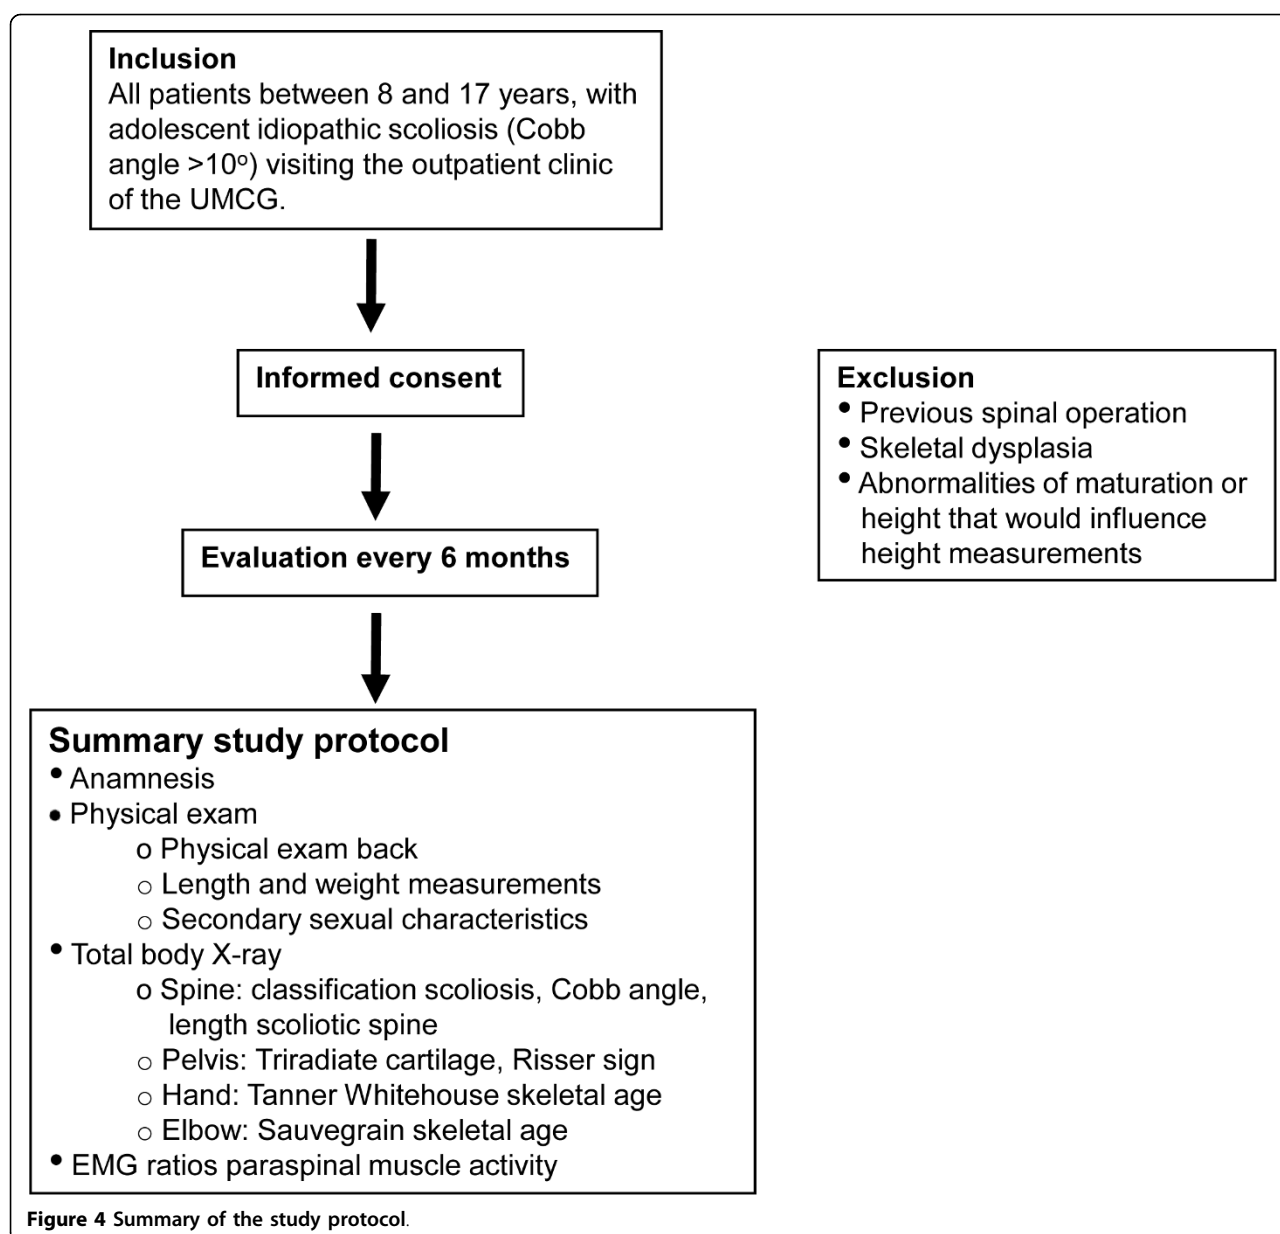 Inclusion
All patients between 8 and 17 years, with
adolescent idiopathic scoliosis (Cobb
angle >10º) visiting the outpatient clinic
of the UMCG.
Informed consent
Exclusion
• Previous spinal operation
• Skeletal dysplasia
• Abnormalities of maturation or
height that would influence
height measurements
Evaluation every 6 months
Summary study protocol
• Anamnesis
• Physical exam
o Physical exam back
○ Length and weight measurements
○ Secondary sexual characteristics
• Total body X-ray
o Spine: classification scoliosis, Cobb angle,
length scoliotic spine
○ Pelvis: Triradiate cartilage, Risser sign
○ Hand: Tanner Whitehouse skeletal age
○ Elbow: Sauvegrain skeletal age
• EMG ratios paraspinal muscle activity
Figure 4 Summary of the study protocol.